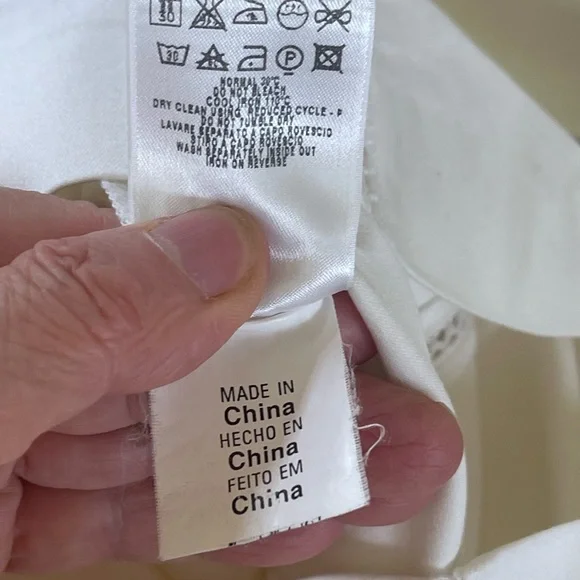 30
30 P
NORMAL 30°C
DO NOT BLEACH
COOL IRON 110°C
DRY CLEAN USING REDUCED CYCLE - P
DO NOT TUMBLE DRY
LAVARE SEPARATO A CAPO ROVESCIO
STIRO A CAPO ROVESCIO
WASH SEPARATELY INSIDE OUT
IRON ON REVERSE
MADE IN
China
HECHO EN
China
FEITO EM
China